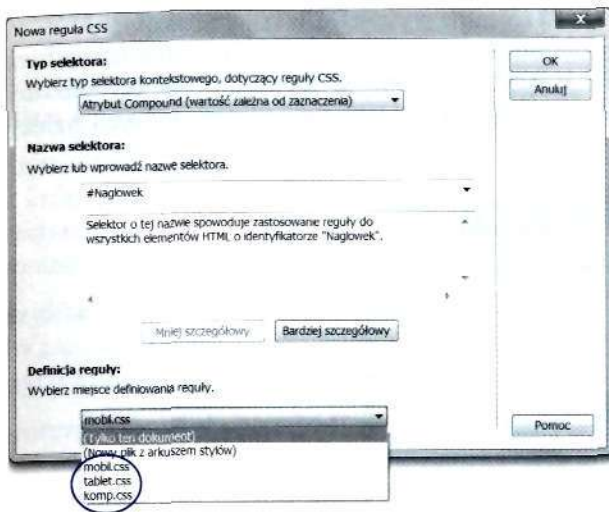 Nowa reguła CSS
x
Typ selektora:
OK
Wybierz typ selektora kontekstowego, dotyczący reguły CSS.
Anuluj
Atrybut Compound (wartość zależna od zaznaczenia)
Nazwa selektora:
Wybierz lub wprowadź nazwe selektora.
#Naglowek
Selektor o tej nazwie spowoduje zastosowanie reguły do
wszystkich elementów HTML o identyfikatorze "Naglowek".
Mniej szczegółowy Bardziej szczegółowy
Definicja reguły:
Wybierz miejsce definiowania reguły.
mobil.css
Pomoc
(Tylko ten dokument)
(Nowy plik z arkuszem stylów)
mobil.css
tablet.css
komp.css